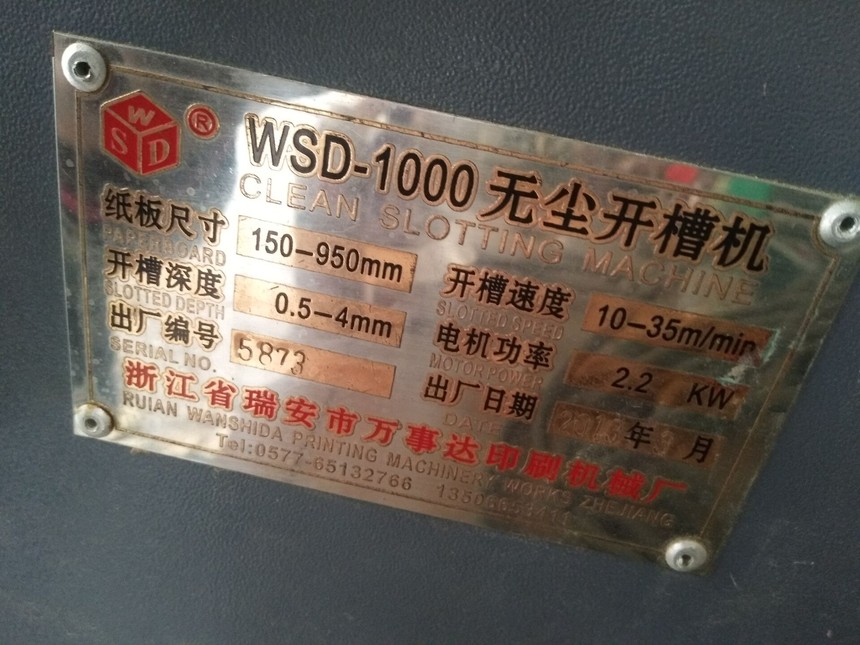 WSD ®
WSD-1000 无尘开槽机
CLEAN SLOTTING MACHINE
纸板尺寸 150-950mm
PAPERBOARD
开槽深度 0.5-4mm
SLOTTED DEPTH
开槽速度 10-35m/min
SLOTTED SPEED
出厂编号 5873
SERIAL NO.
电机功率 2.2 KW
MOTOR POWER
出厂日期 年 月
DATE
浙江省瑞安市万事达印刷机械厂
RUIAN WANSHIDA PRINTING MACHINERY WORKS ZHEJIANG
Tel:0577-65132766